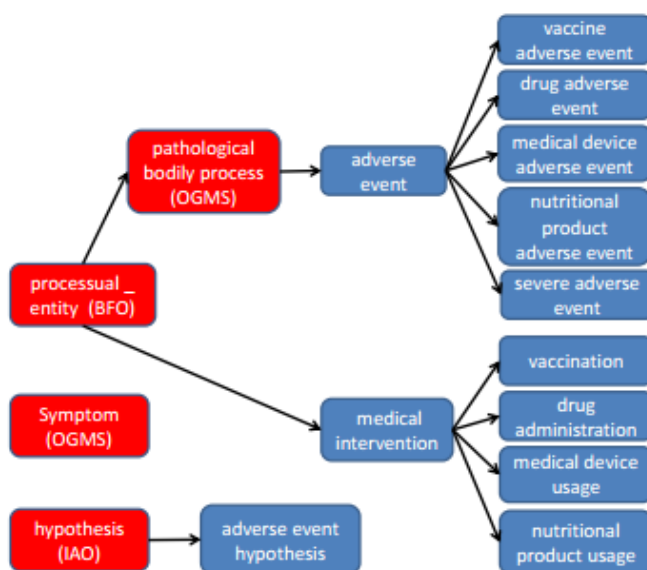 vaccine
adverse event
drug adverse
event
pathological
bodily process
(OGMS)
adverse
event
medical device
adverse event
nutritional
product
adverse event
processual _
entity (BFO)
severe adverse
event
vaccination
Symptom
(OGMS)
medical
intervention
drug
administration
medical device
usage
hypothesis
(IAO)
adverse event
hypothesis
nutritional
product usage